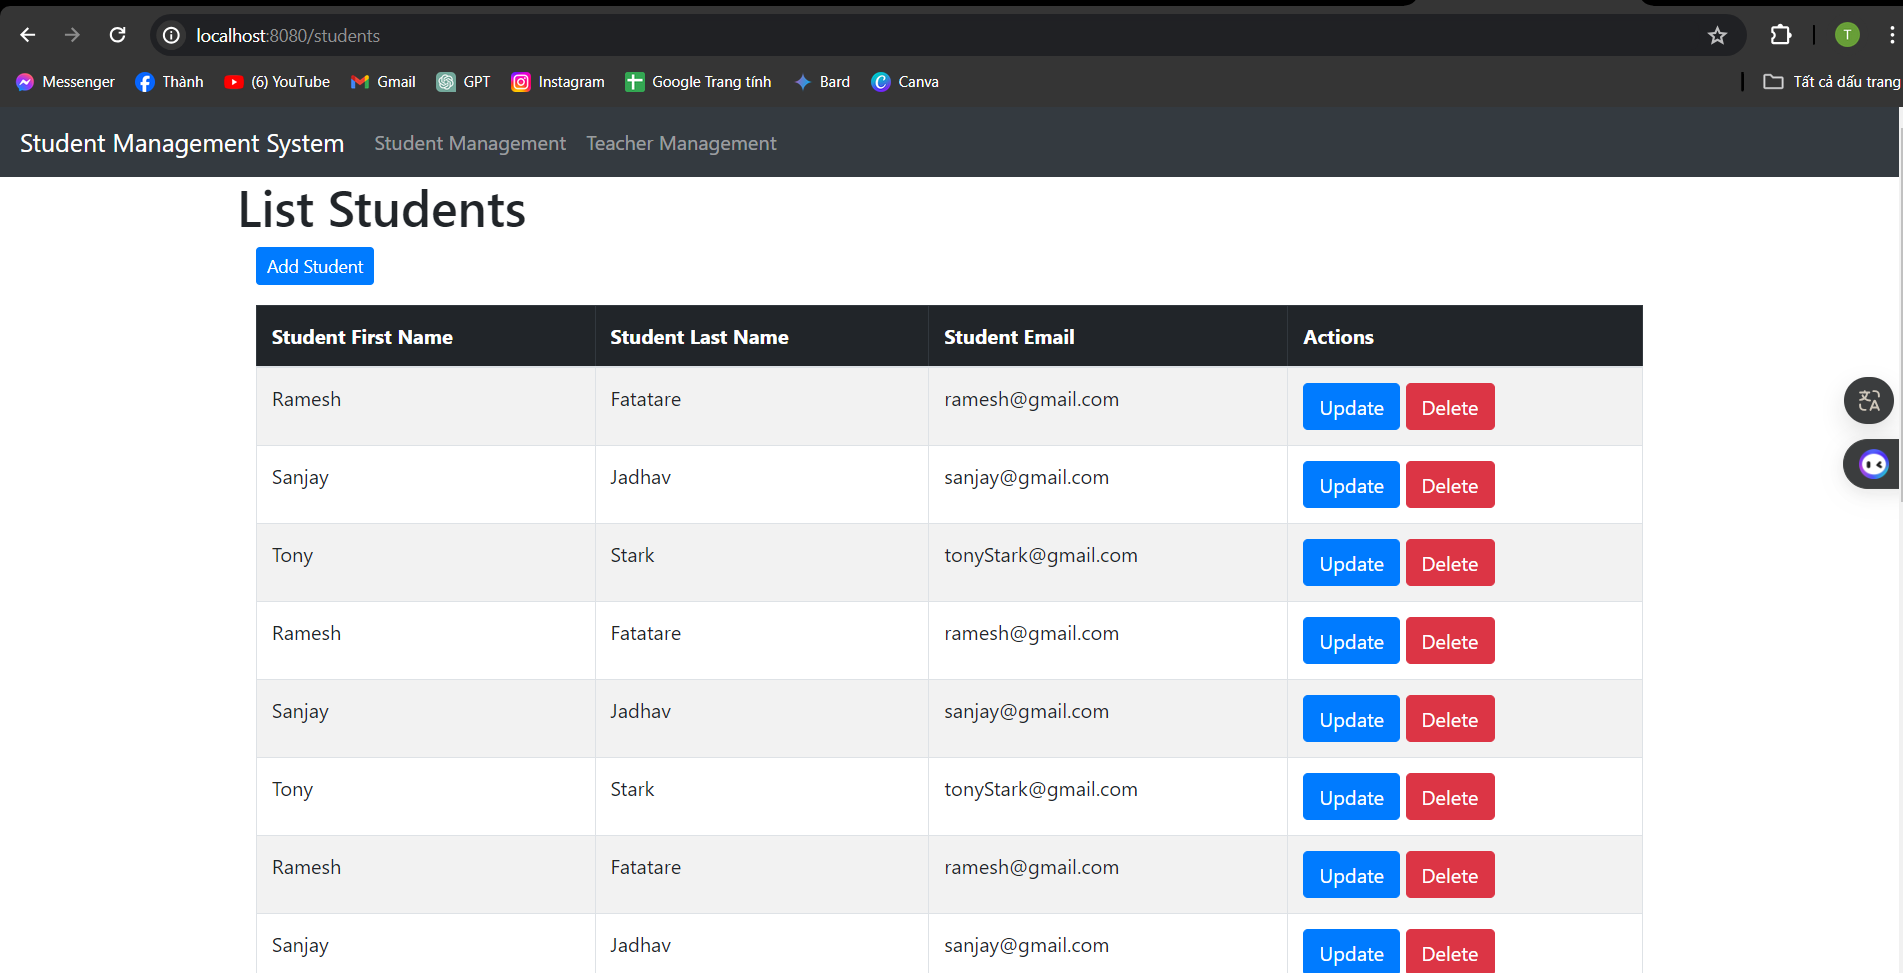 localhost:8080/students
T
Messenger Thành (6) YouTube Gmail GPT Instagram Google Trang tính Bard Canva Tất cả dấu trang
Student Management System Student Management Teacher Management
List Students
Add Student
Student First Name Student Last Name Student Email Actions
Ramesh Fatatare ramesh@gmail.com Update Delete
Sanjay Jadhav sanjay@gmail.com Update Delete
Tony Stark tonyStark@gmail.com Update Delete
Ramesh Fatatare ramesh@gmail.com Update Delete
Sanjay Jadhav sanjay@gmail.com Update Delete
Tony Stark tonyStark@gmail.com Update Delete
Ramesh Fatatare ramesh@gmail.com Update Delete
Sanjay Jadhav sanjay@gmail.com Update Delete